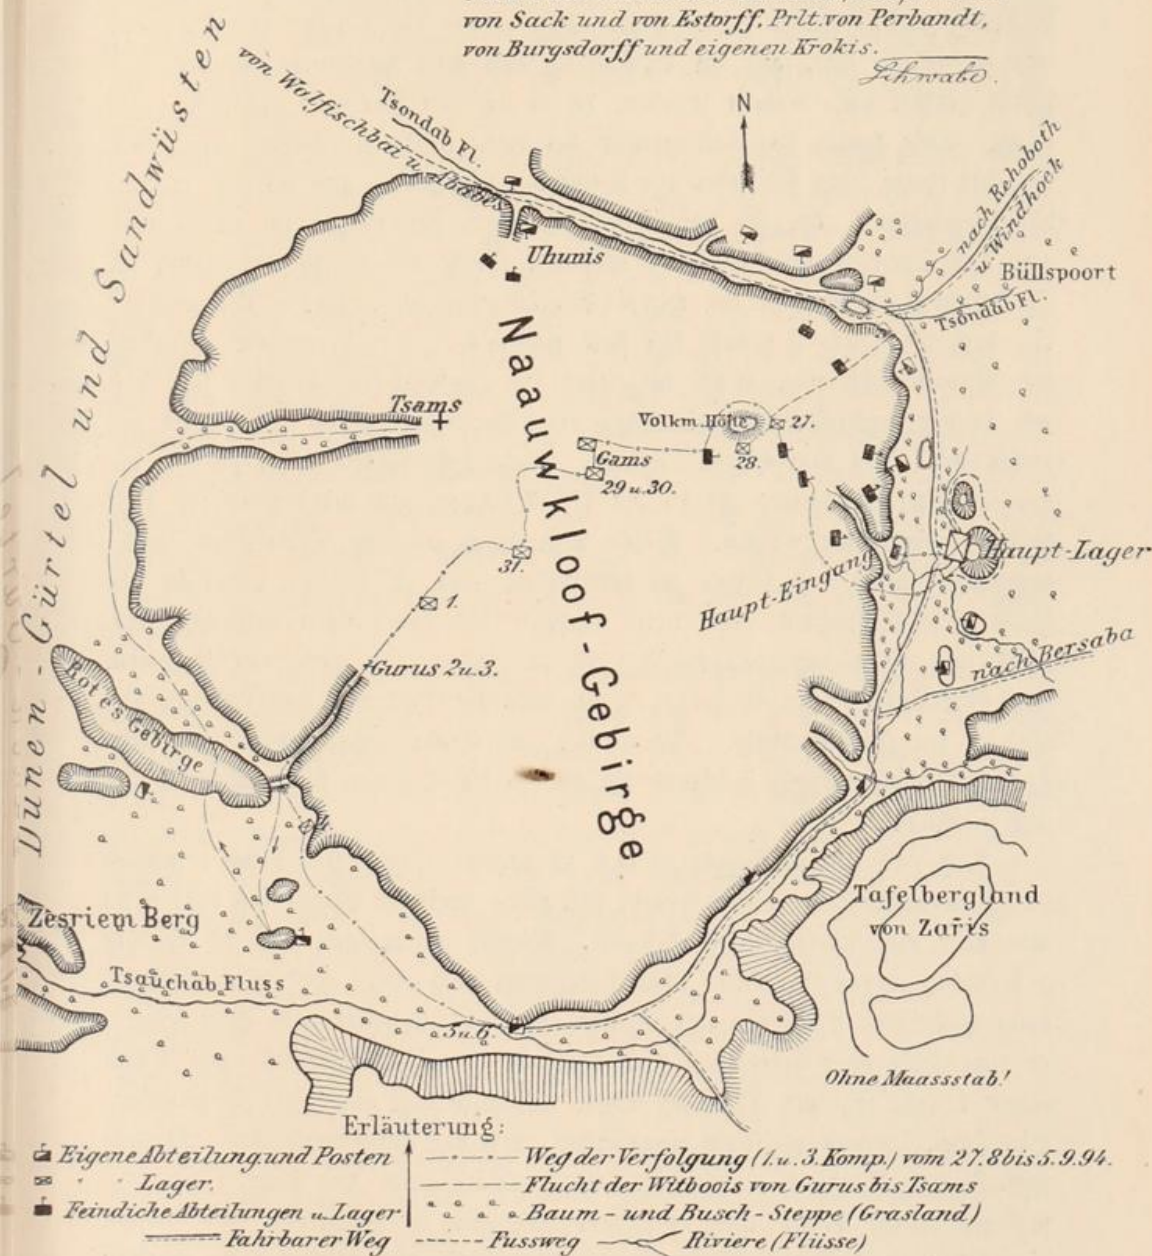 von Sack und von Estorff, Prlt. von Perbandt,
von Burgsdorff und eigenen Krokis.
Schwabe.
N
von Walfischbai u. Ababes
Tsondab Fl.
nach Rehoboth
u. Windhoek
Büllspoort
Tsondab Fl.
Uhunis
Dünen-Gürtel und Sandwüsten
Naauwkloof-Gebirge
Tsams
Volkm. Höhe
27.
28.
Gams
29 u. 30.
31.
1.
Haupt-Eingang
Haupt-Lager
Gurus 2 u. 3.
nach Bersaba
Rotes Gebirge
4.
Zesriem Berg
Tafelbergland
von Zaris
Tsauchab Fluss
5 u. 6.
Ohne Maassstab!
Erläuterung:
Eigene Abteilung und Posten
" Lager.
Feindiche Abteilungen u. Lager
Weg der Verfolgung (1. u. 3. Komp.) vom 27.8 bis 5.9.94.
Flucht der Witboois von Gurus bis Tsams
Baum- und Busch-Steppe (Grasland)
Fahrbarer Weg Fussweg Riviere (Flüsse)